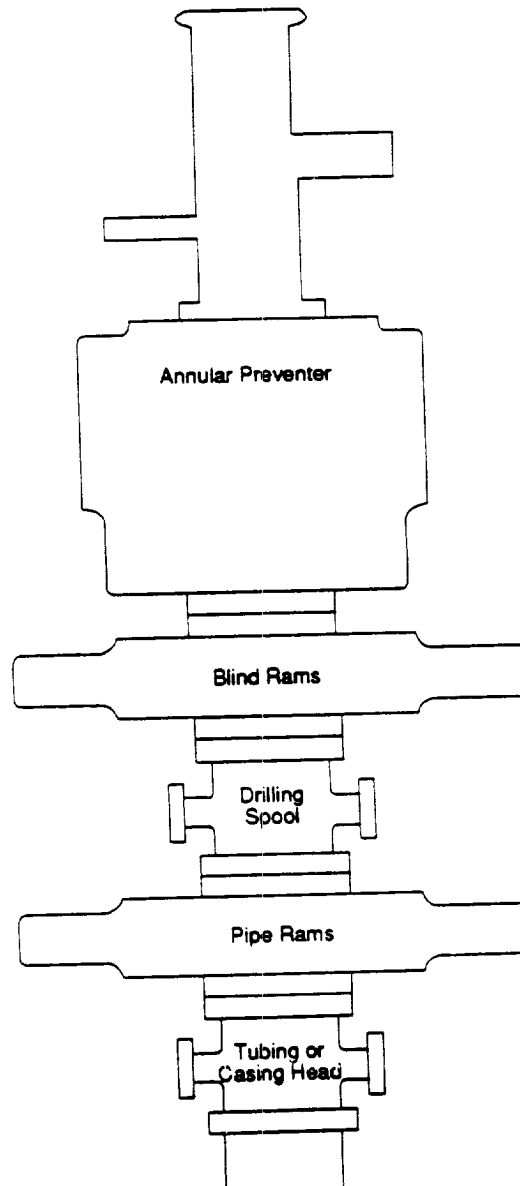 Annular Preventer
Blind Rams
Drilling
Spool
Pipe Rams
Tubing or
Casing Head